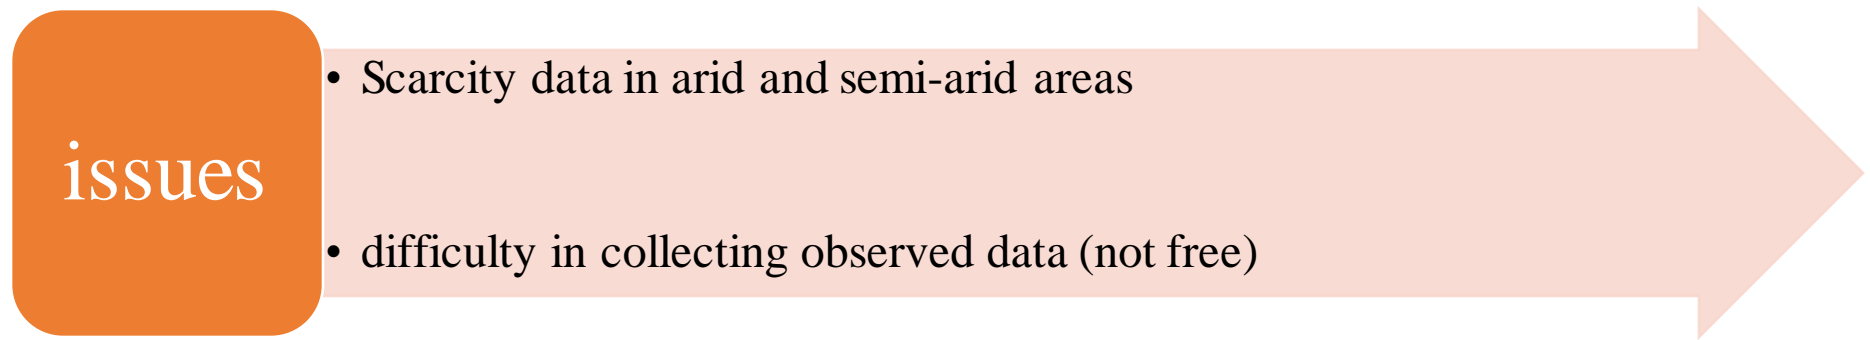 issues
• Scarcity data in arid and semi-arid areas
• difficulty in collecting observed data (not free)